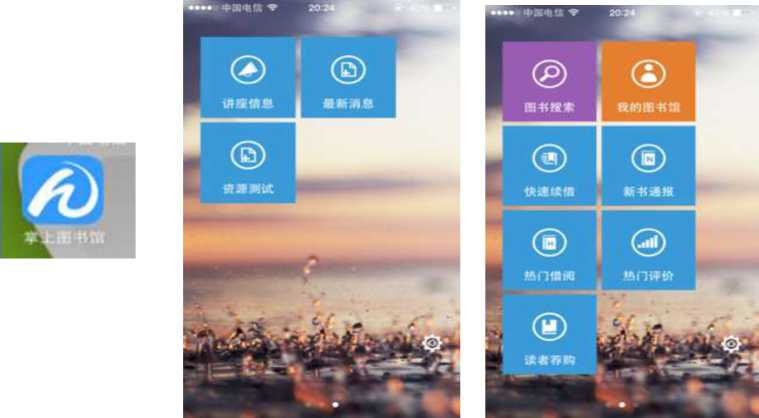 掌上图书馆
中国电信 20:24
讲座信息 最新消息
资源测试
中国电信 20:24
图书搜索 我的图书馆
快速续借 新书通报
热门借阅 热门评价
读者荐购